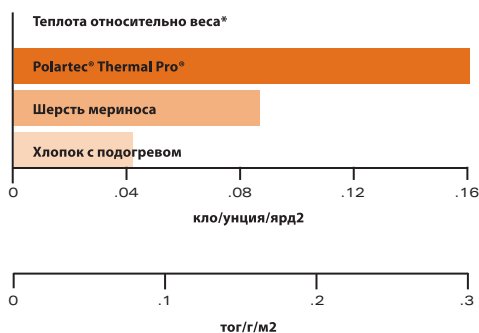 Теплота относительно веса*
Polartec® Thermal Pro®
Шерсть мериноса
Хлопок с подогревом
0 .04 .08 .12 .16
кло/унция/ярд2
0 .1 .2 .3
тог/г/м2